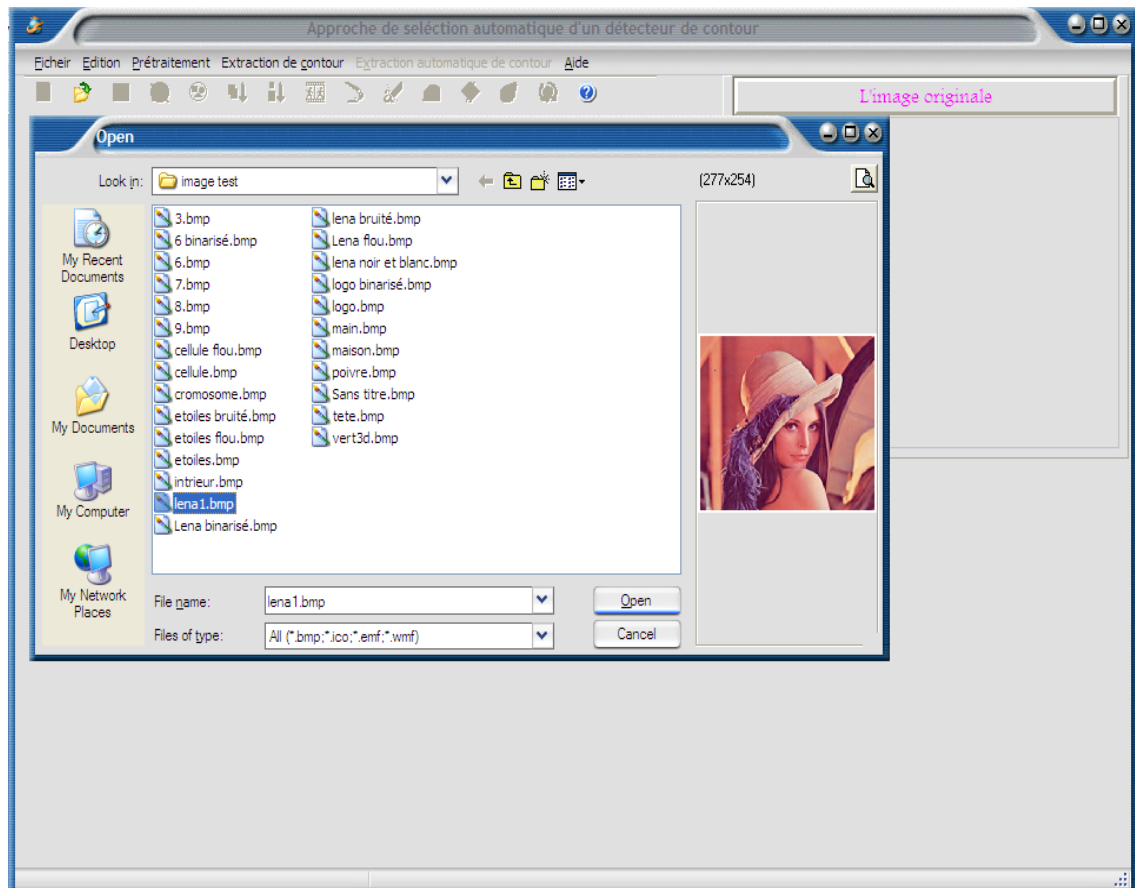 Approche de seléction automatique d'un détecteur de contour
Ficheir Edition Prétraitement Extraction de contour Extraction automatique de contour Aide
L'image originale
Open
Look in: image test (277x254)
My Recent Documents
Desktop
My Documents
My Computer
My Network Places
3.bmp
6 binarisé.bmp
6.bmp
7.bmp
8.bmp
9.bmp
cellule flou.bmp
cellule.bmp
cromosome.bmp
etoiles bruité.bmp
etoiles flou.bmp
etoiles.bmp
intrieur.bmp
lena1.bmp
Lena binarisé.bmp
lena bruité.bmp
Lena flou.bmp
lena noir et blanc.bmp
logo binarisé.bmp
logo.bmp
main.bmp
maison.bmp
poivre.bmp
Sans titre.bmp
tete.bmp
vert3d.bmp
File name: lena1.bmp Open
Files of type: All (*.bmp;*.ico;*.emf;*.wmf) Cancel